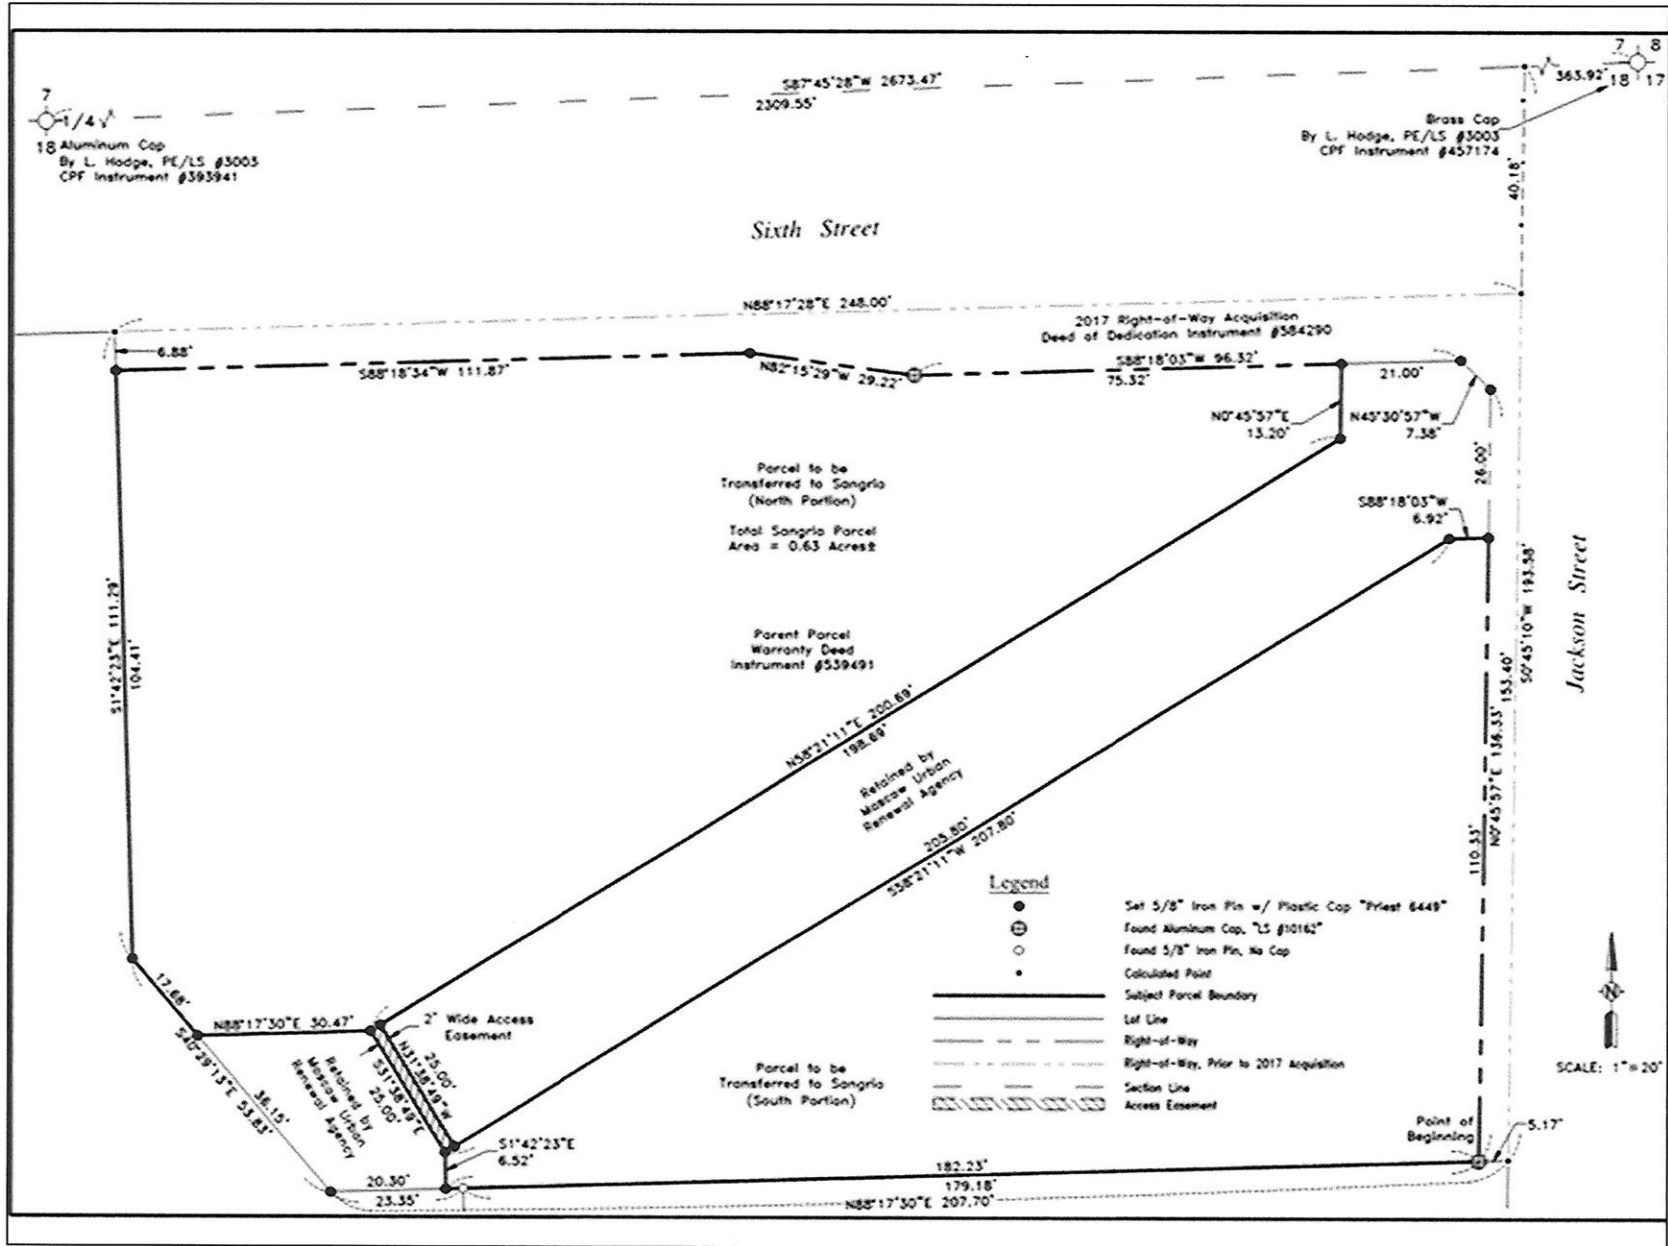 7
1/4
18 Aluminum Cap
By L. Hodge, PE/LS #3003
CPF Instrument #393941
S87°45'28"W 2673.47'
2309.55'
363.92'
7 8
18 17
Brass Cap
By L. Hodge, PE/LS #3003
CPF Instrument #457174
40.18'
Sixth Street
N88°17'28"E 248.00'
2017 Right-of-Way Acquisition
Deed of Dedication Instrument #584290
6.88'
S88°18'34"W 111.87'
N82°15'29"W 29.22'
S88°18'03"W 96.32'
75.32'
21.00'
N0°45'57"E
13.20'
N45°30'57"W
7.38'
26.00'
S88°18'03"W
6.92'
Parcel to be
Transferred to Sangria
(North Portion)
Total Sangria Parcel
Area = 0.63 Acres±
Parent Parcel
Warranty Deed
Instrument #539491
S1°42'23"E 111.29'
104.41'
S0°45'10"W 193.58'
153.40'
Jackson Street
N0°45'57"E 136.33'
110.33'
N58°21'11"E 200.69'
198.69'
Retained by
Moscow Urban
Renewal Agency
205.80'
S58°21'11"W 207.80'
Legend
Set 5/8" Iron Pin w/ Plastic Cap "Priest 6449"
Found Aluminum Cap, "LS #10162"
Found 5/8" Iron Pin, No Cap
Calculated Point
Subject Parcel Boundary
Lot Line
Right-of-Way
Right-of-Way, Prior to 2017 Acquisition
Section Line
Access Easement
N
SCALE: 1"=20'
17.68'
N88°17'30"E 30.47'
2' Wide Access
Easement
25.00'
N31°38'49"W
S31°38'49"E
25.00'
Retained by
Moscow Urban
Renewal Agency
36.15'
S40°29'13"E 53.83'
Parcel to be
Transferred to Sangria
(South Portion)
S1°42'23"E
6.52'
Point of
Beginning
5.17'
20.30'
23.35'
182.23'
179.18'
N88°17'30"E 207.70'